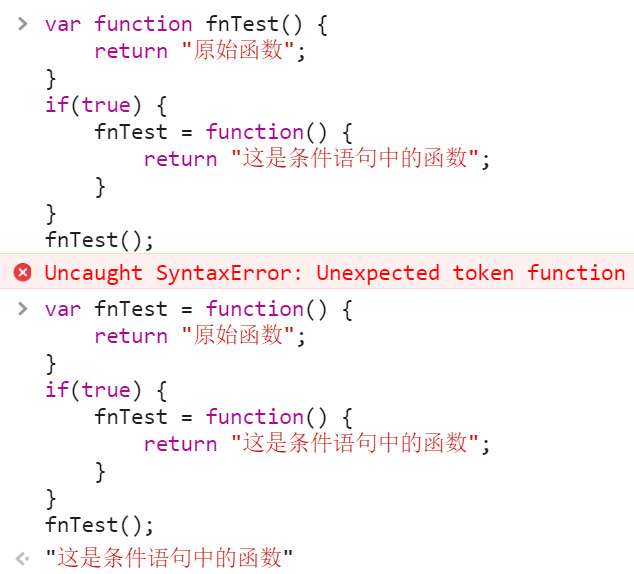 > var function fnTest() {
return "原始函数";
}
if(true) {
fnTest = function() {
return "这是条件语句中的函数";
}
}
fnTest();
Uncaught SyntaxError: Unexpected token function
> var fnTest = function() {
return "原始函数";
}
if(true) {
fnTest = function() {
return "这是条件语句中的函数";
}
}
fnTest();
"这是条件语句中的函数"